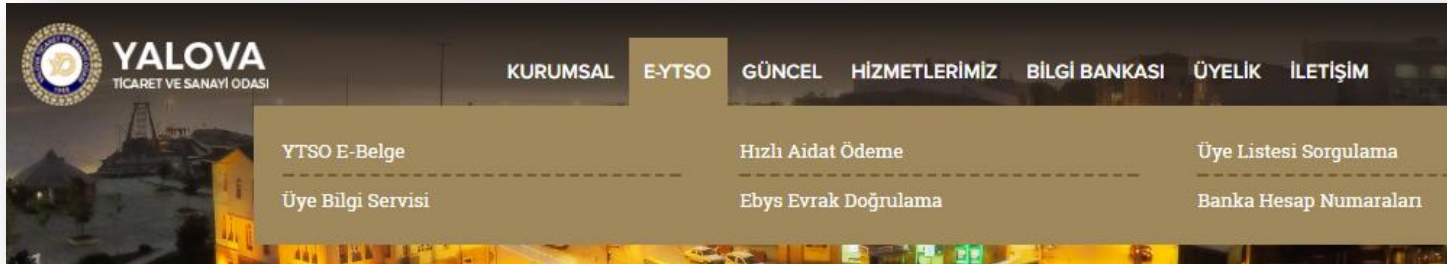 YALOVA
TİCARET VE SANAYİ ODASI
KURUMSAL E-YTSO GÜNCEL HİZMETLERİMİZ BİLGİ BANKASI ÜYELİK İLETİŞİM
YTSO E-Belge Hızlı Aidat Ödeme Üye Listesi Sorgulama
Üye Bilgi Servisi Ebys Evrak Doğrulama Banka Hesap Numaraları